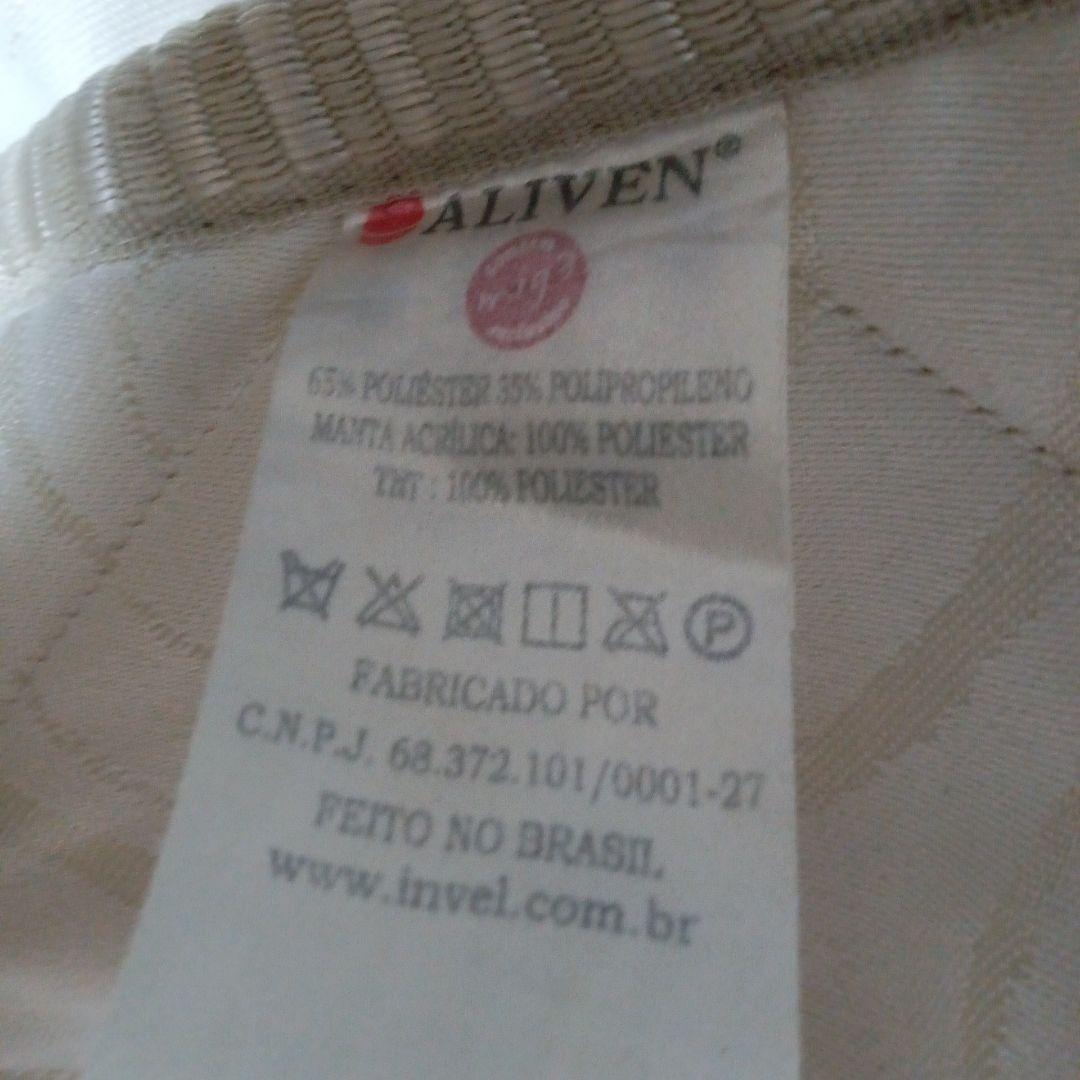 ALIVEN®
65% POLIÉSTER 35% POLIPROPILENO
MANTA ACRÍLICA: 100% POLIESTER
TNT : 100% POLIESTER
P
FABRICADO POR
C.N.P.J. 68.372.101/0001-27
FEITO NO BRASIL
www.invel.com.br